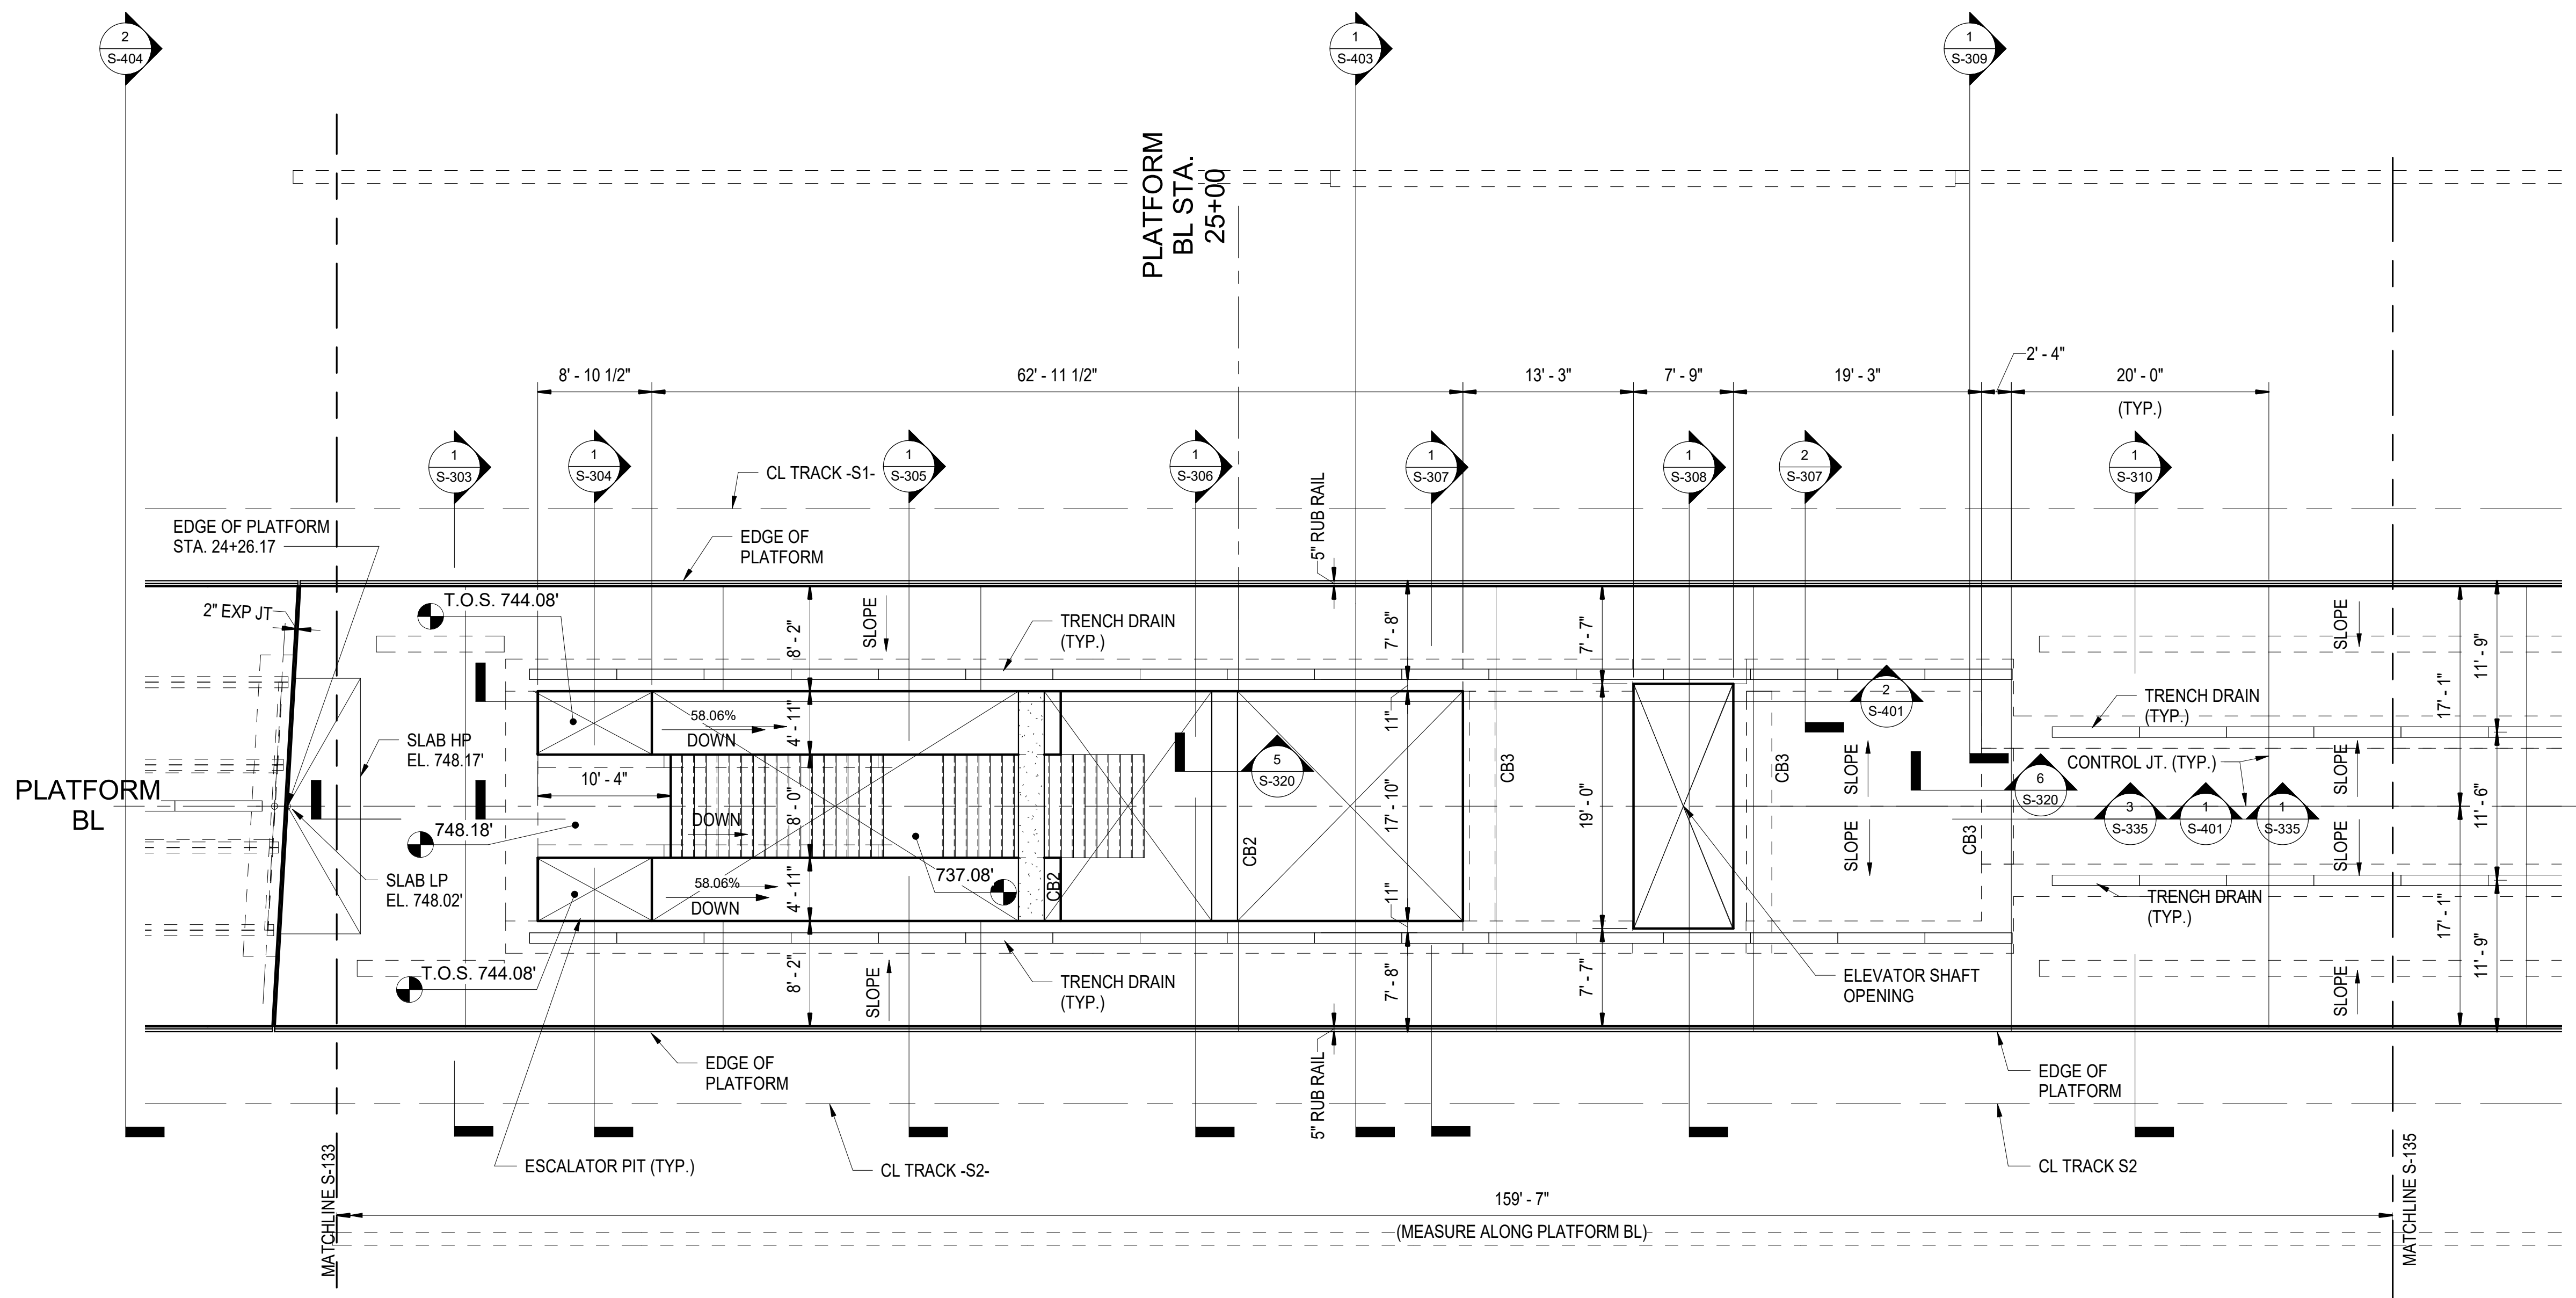 2
S-404
1
S-403
1
S-309
PLATFORM
BL STA.
25+00
8' - 10 1/2"
62' - 11 1/2"
13' - 3"
7' - 9"
19' - 3"
2' - 4"
20' - 0"
(TYP.)
1
S-303
1
S-304
1
S-305
1
S-306
1
S-307
1
S-308
2
S-307
1
S-310
CL TRACK -S1-
EDGE OF PLATFORM
STA. 24+26.17
EDGE OF
PLATFORM
5" RUB RAIL
2" EXP JT
T.O.S. 744.08'
8' - 2"
SLOPE
TRENCH DRAIN
(TYP.)
7' - 8"
7' - 7"
SLOPE
17' - 1"
11' - 9"
58.06%
DOWN
4' - 11"
11"
2
S-401
TRENCH DRAIN
(TYP.)
SLAB HP
EL. 748.17'
10' - 4"
DOWN
8' - 0"
5
S-320
CB2
17' - 10"
CB3
19' - 0"
CB3
SLOPE
SLOPE
CB3
CONTROL JT. (TYP.)
6
S-320
3
S-335
1
S-401
1
S-335
SLOPE
SLOPE
11' - 6"
PLATFORM
BL
748.18'
SLAB LP
EL. 748.02'
58.06%
DOWN
4' - 11"
737.08'
CB2
11"
TRENCH DRAIN
(TYP.)
17' - 1"
11' - 9"
T.O.S. 744.08'
8' - 2"
SLOPE
TRENCH DRAIN
(TYP.)
7' - 8"
7' - 7"
ELEVATOR SHAFT
OPENING
SLOPE
EDGE OF
PLATFORM
5" RUB RAIL
EDGE OF
PLATFORM
MATCHLINE S-133
ESCALATOR PIT (TYP.)
CL TRACK -S2-
CL TRACK S2
MATCHLINE S-135
159' - 7"
(MEASURE ALONG PLATFORM BL)